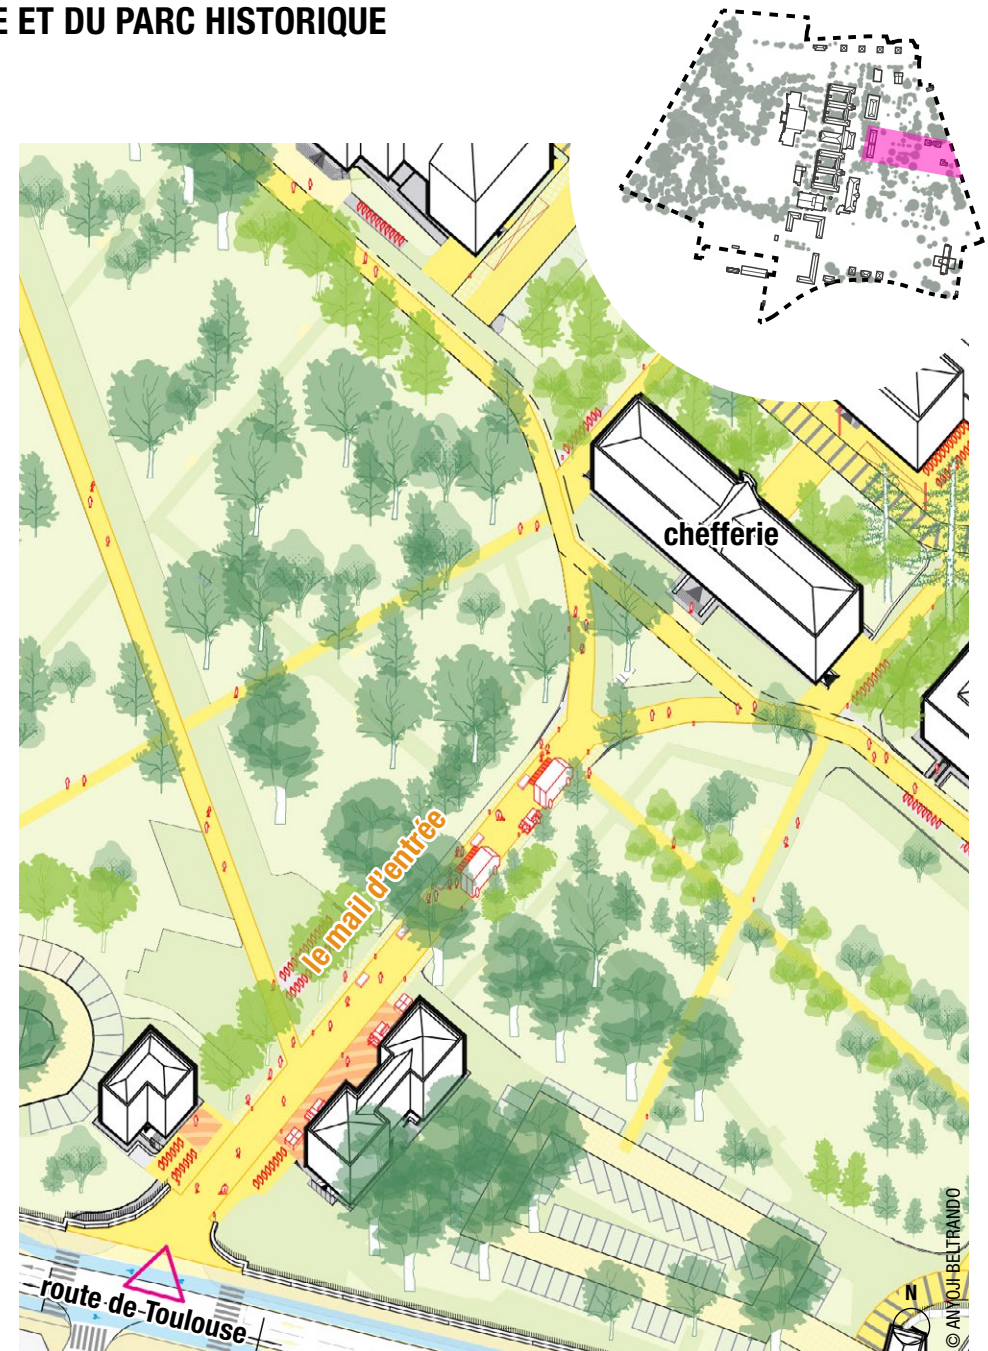 E ET DU PARC HISTORIQUE
chefferie
le mail d'entrée
route de Toulouse
N
© ANYOJI BELTRANDO